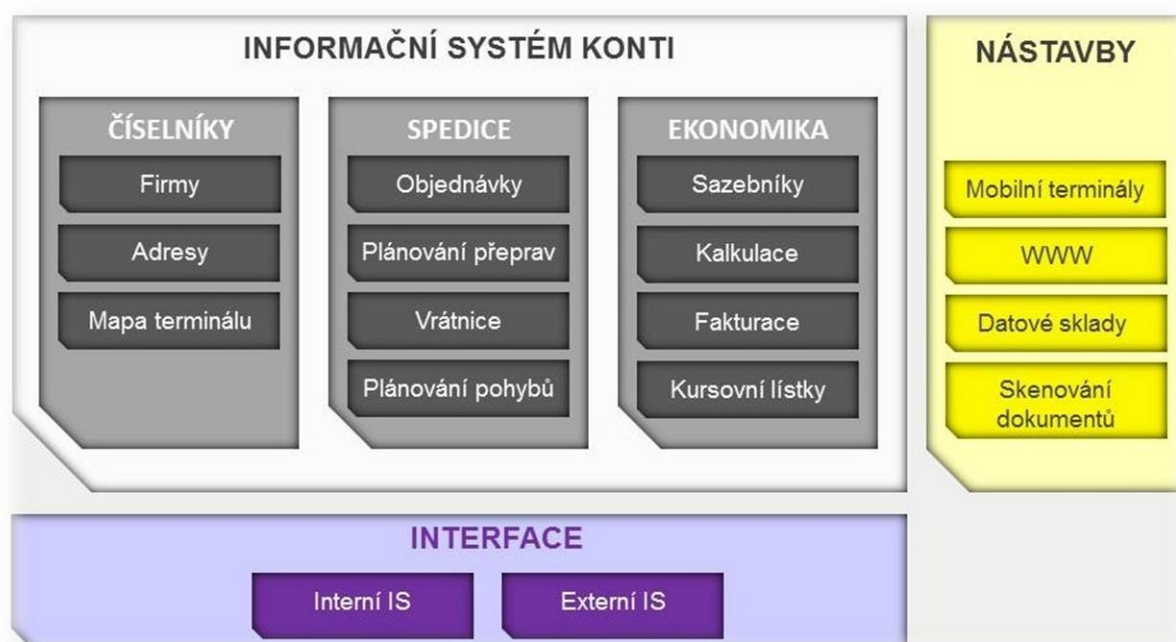 INFORMAČNÍ SYSTÉM KONTI
ČÍSELNÍKY
Firmy
Adresy
Mapa terminálu
SPEDICE
Objednávky
Plánování přeprav
Vrátnice
Plánování pohybů
EKONOMIKA
Sazebníky
Kalkulace
Fakturace
Kursovní lístky
NÁSTAVBY
Mobilní terminály
WWW
Datové sklady
Skenování
dokumentů
INTERFACE
Interní IS
Externí IS